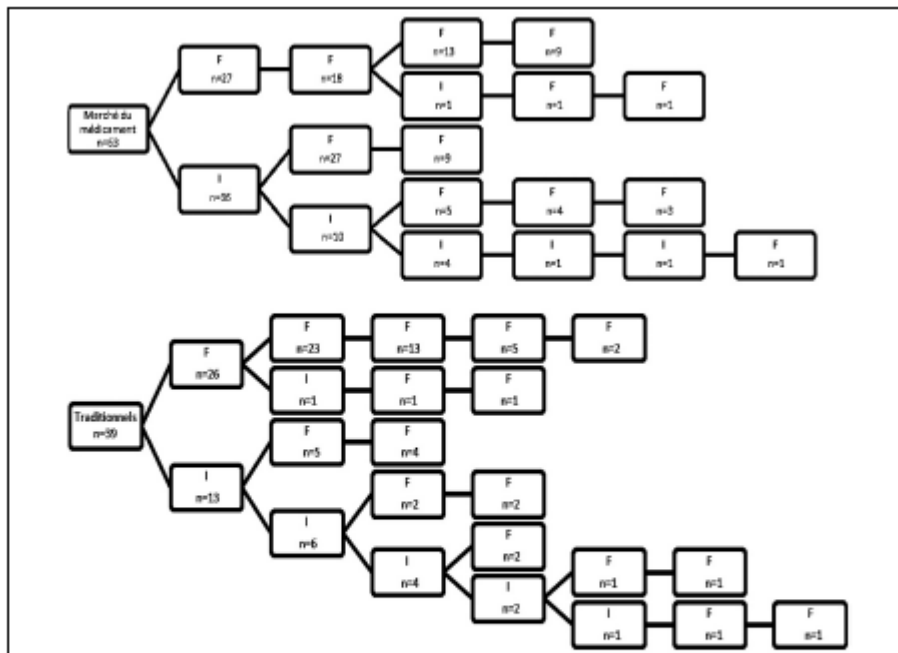 Marché du
médicament
n=63
F
n=27
F
n=18
F
n=13
F
n=9
I
n=1
F
n=1
F
n=1
I
n=36
F
n=27
F
n=9
I
n=10
F
n=5
F
n=4
F
n=3
I
n=4
I
n=1
I
n=1
F
n=1
Traditionnels
n=39
F
n=26
F
n=23
F
n=13
F
n=5
F
n=2
I
n=1
F
n=1
F
n=1
I
n=13
F
n=5
F
n=4
I
n=6
F
n=2
F
n=2
I
n=4
F
n=2
I
n=2
F
n=1
F
n=1
I
n=1
F
n=1
F
n=1